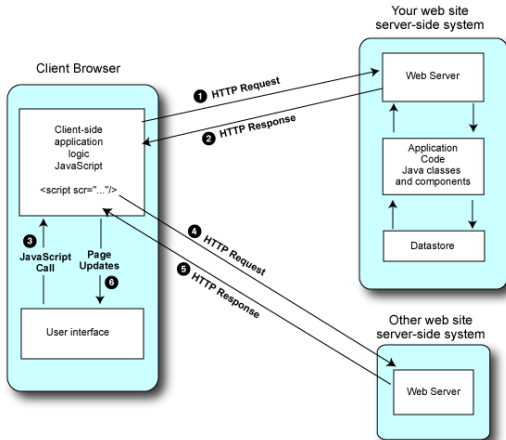 Your web site
server-side system
Client Browser
Web Server
1 HTTP Request
2 HTTP Response
Client-side
application
logic
JavaScript
<script scr="..."/>
Application
Code
Java classes
and components
Datastore
3
JavaScript
Call
Page
Updates
6
4 HTTP Request
5 HTTP Response
User interface
Other web site
server-side system
Web Server